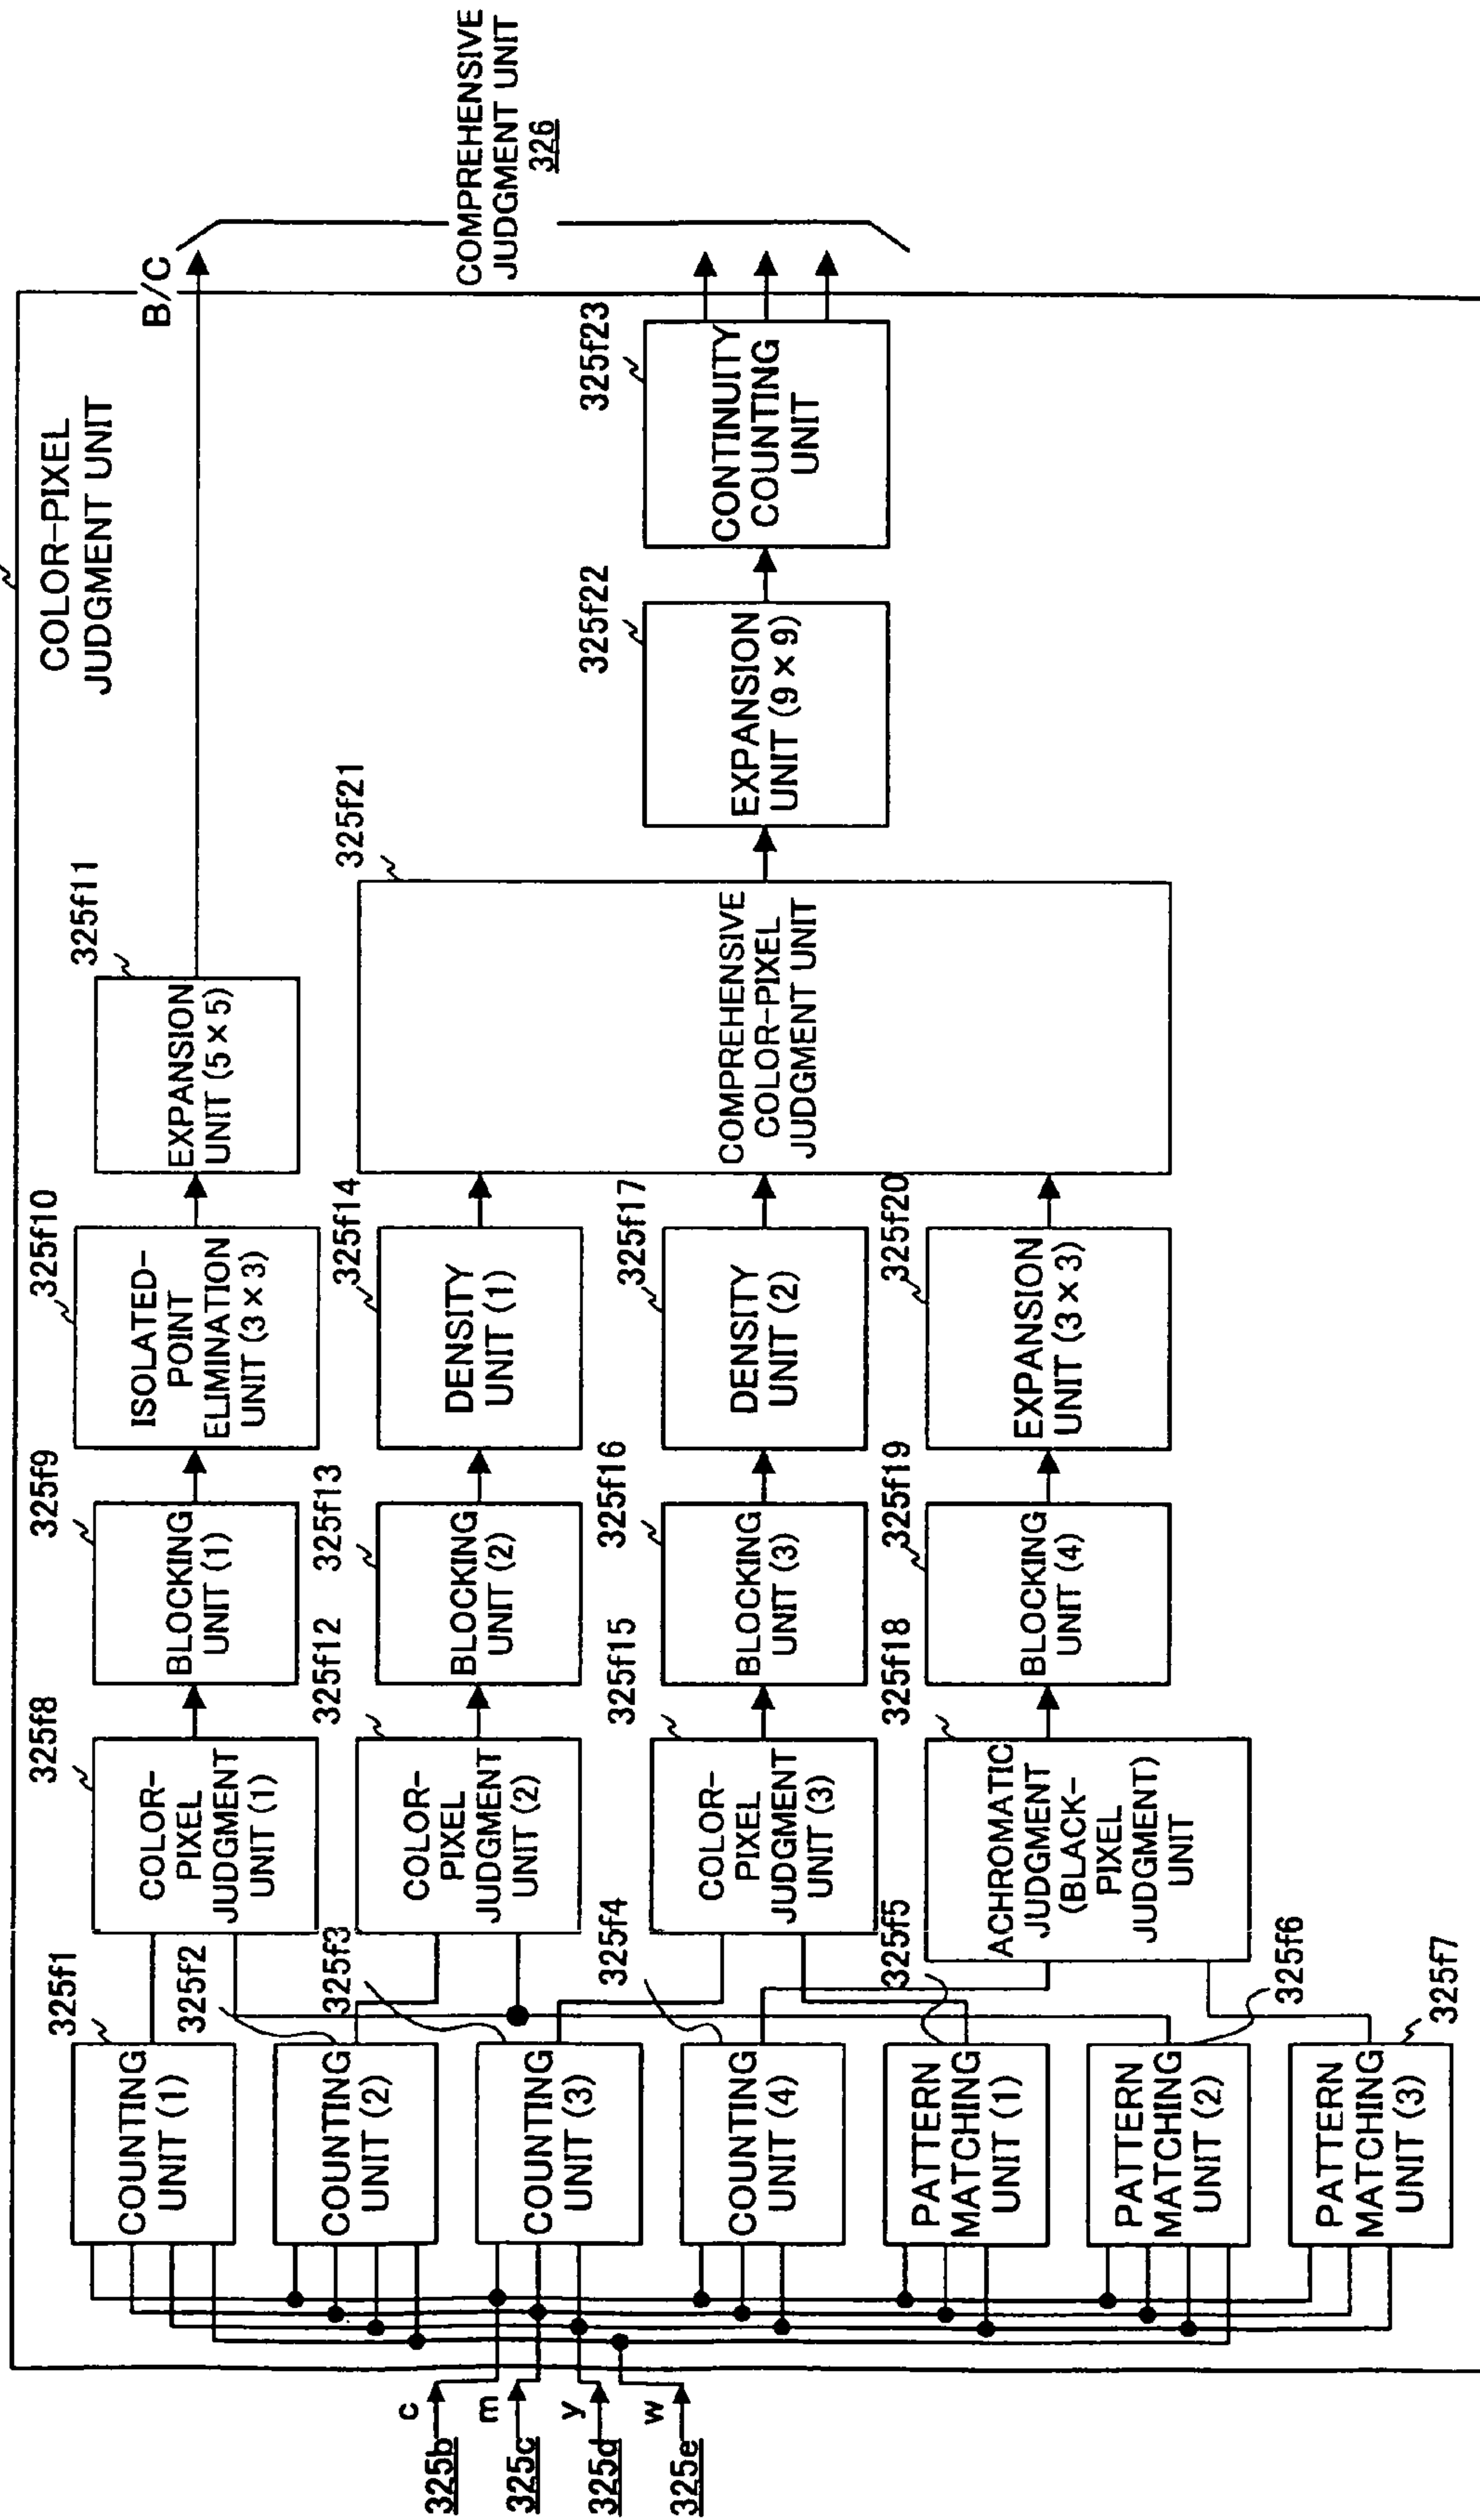 COLOR-PIXEL
JUDGMENT UNIT
B/C
COMPREHENSIVE
JUDGMENT UNIT
326
c
325b
m
325c
y
325d
w
325e
325f1
COUNTING
UNIT (1)
325f2
COUNTING
UNIT (2)
325f3
COUNTING
UNIT (3)
325f4
COUNTING
UNIT (4)
325f5
PATTERN
MATCHING
UNIT (1)
325f6
PATTERN
MATCHING
UNIT (2)
325f7
PATTERN
MATCHING
UNIT (3)
325f8
COLOR-
PIXEL
JUDGMENT
UNIT (1)
325f9
BLOCKING
UNIT (1)
325f10
ISOLATED-
POINT
ELIMINATION
UNIT (3 × 3)
325f11
EXPANSION
UNIT (5 × 5)
325f12
COLOR-
PIXEL
JUDGMENT
UNIT (2)
325f13
BLOCKING
UNIT (2)
325f14
DENSITY
UNIT (1)
325f15
COLOR-
PIXEL
JUDGMENT
UNIT (3)
325f16
BLOCKING
UNIT (3)
325f17
DENSITY
UNIT (2)
325f18
ACHROMATIC
JUDGMENT
(BLACK-
PIXEL
JUDGMENT)
UNIT
325f19
BLOCKING
UNIT (4)
325f20
EXPANSION
UNIT (3 × 3)
325f21
COMPREHENSIVE
COLOR-PIXEL
JUDGMENT UNIT
325f22
EXPANSION
UNIT (9 × 9)
325f23
CONTINUITY
COUNTING
UNIT